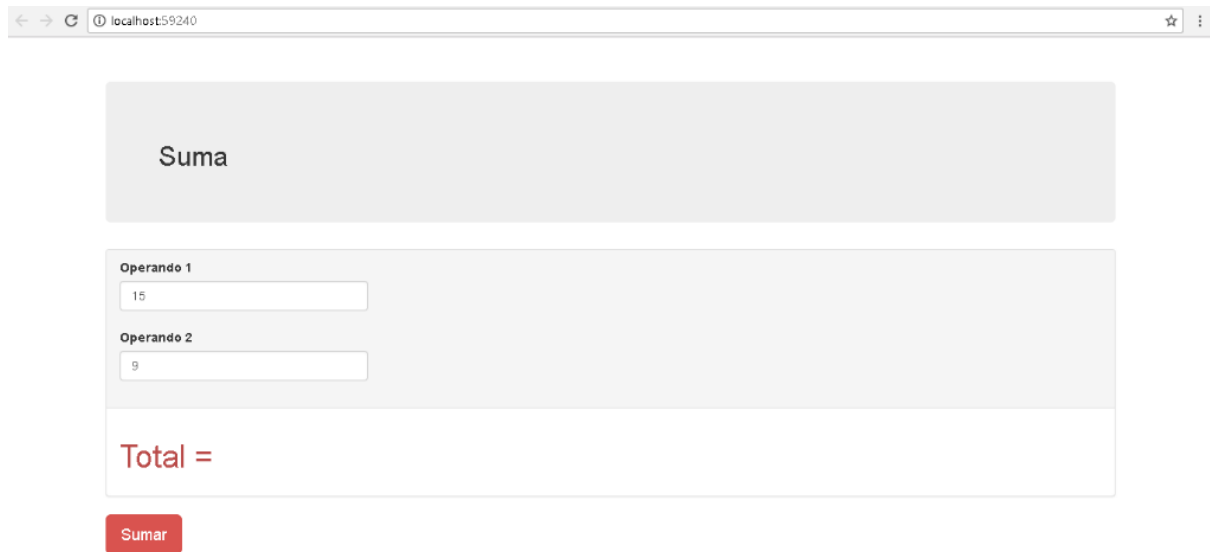 localhost:59240
Suma
Operando 1
15
Operando 2
9
Total =
Sumar